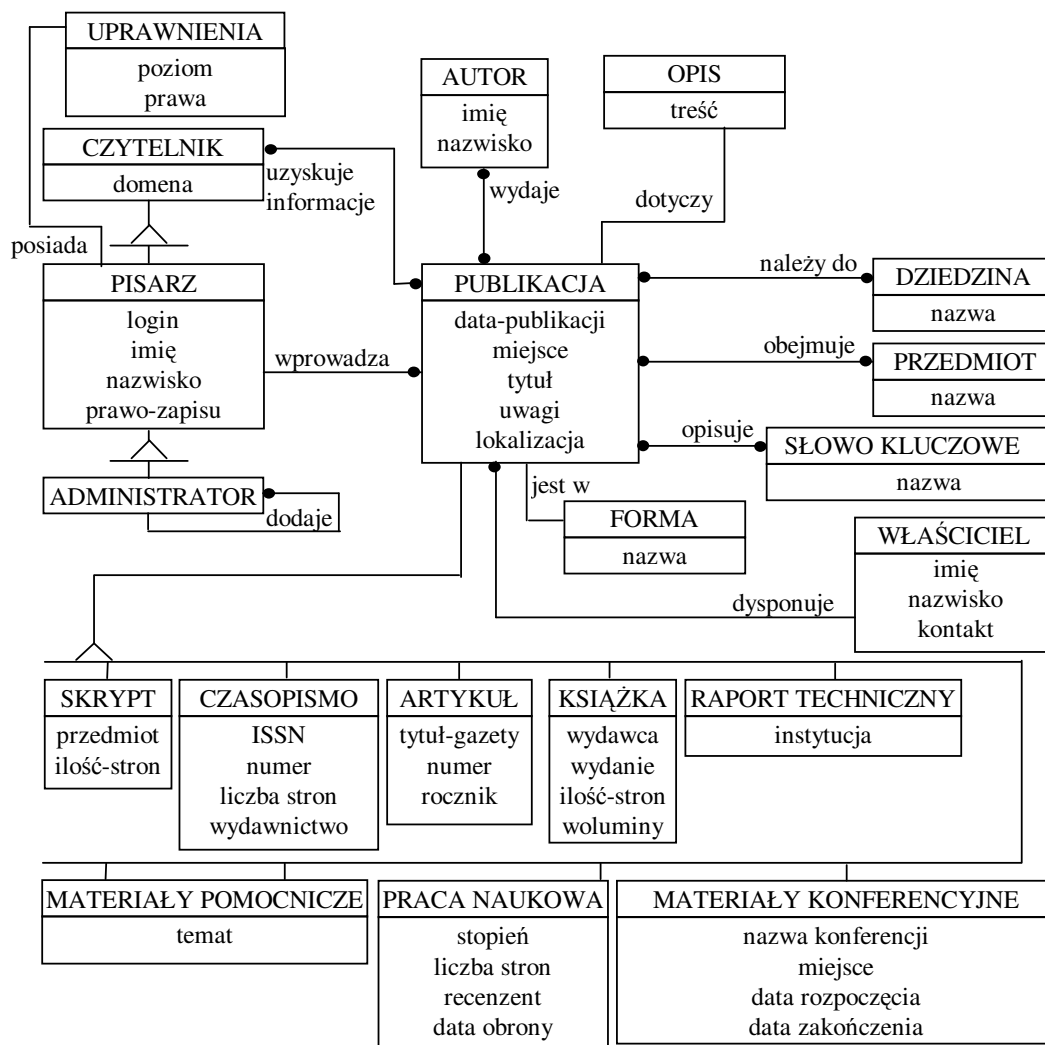 UPRAWNIENIA
poziom
prawa
AUTOR
imię
nazwisko
OPIS
treść
CZYTELNIK
domena
uzyskuje
informacje
wydaje
dotyczy
posiada
PISARZ
login
imię
nazwisko
prawo-zapisu
wprowadza
PUBLIKACJA
data-publikacji
miejsce
tytuł
uwagi
lokalizacja
należy do
DZIEDZINA
nazwa
obejmuje
PRZEDMIOT
nazwa
opisuje
SŁOWO KLUCZOWE
nazwa
ADMINISTRATOR
dodaje
jest w
FORMA
nazwa
WŁAŚCICIEL
imię
nazwisko
kontakt
dysponuje
SKRYPT
przedmiot
ilość-stron
CZASOPISMO
ISSN
numer
liczba stron
wydawnictwo
ARTYKUŁ
tytuł-gazety
numer
rocznik
KSIĄŻKA
wydawca
wydanie
ilość-stron
woluminy
RAPORT TECHNICZNY
instytucja
MATERIAŁY POMOCNICZE
temat
PRACA NAUKOWA
stopień
liczba stron
recenzent
data obrony
MATERIAŁY KONFERENCYJNE
nazwa konferencji
miejsce
data rozpoczęcia
data zakończenia